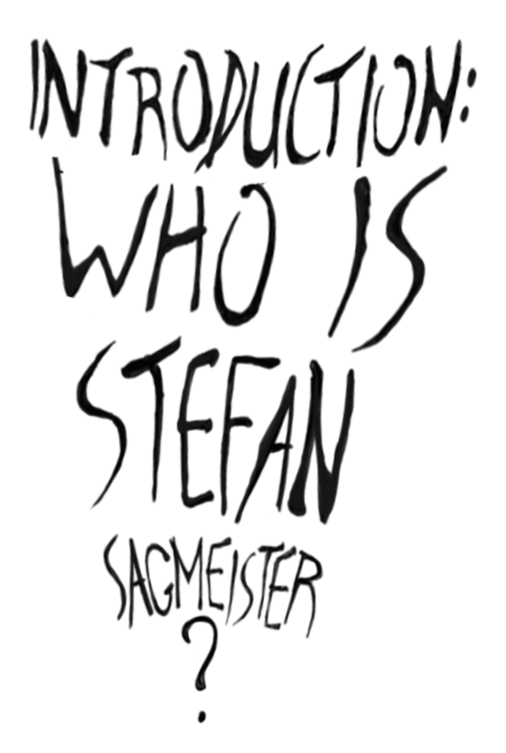 INTRODUCTION:
WHO IS
STEFAN
SAGMEISTER
?